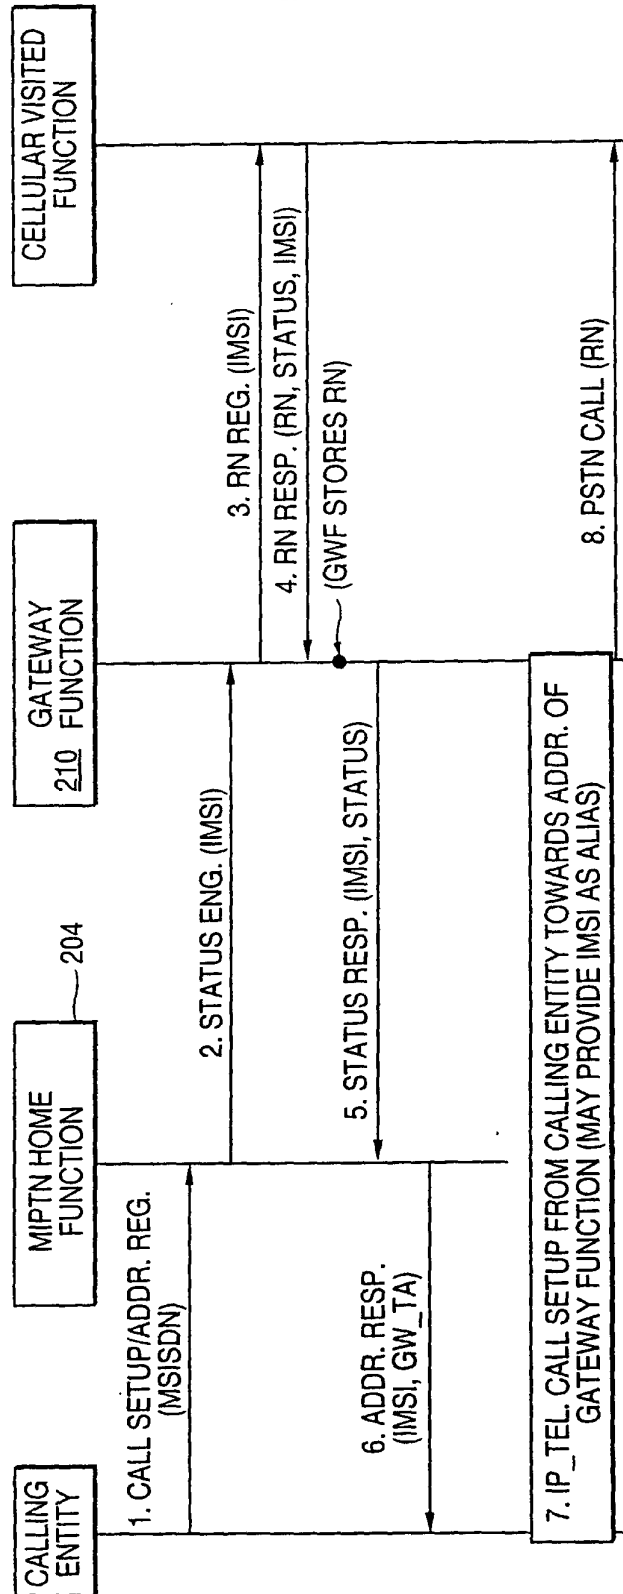 CALLING
ENTITY
MIPTN HOME
FUNCTION
204
GATEWAY
210 FUNCTION
CELLULAR VISITED
FUNCTION
1. CALL SETUP/ADDR. REG.
(MSISDN)
2. STATUS ENG. (IMSI)
3. RN REG. (IMSI)
4. RN RESP. (RN, STATUS, IMSI)
(GWF STORES RN)
5. STATUS RESP. (IMSI, STATUS)
6. ADDR. RESP.
(IMSI, GW_TA)
7. IP_TEL. CALL SETUP FROM CALLING ENTITY TOWARDS ADDR. OF
GATEWAY FUNCTION (MAY PROVIDE IMSI AS ALIAS)
8. PSTN CALL (RN)